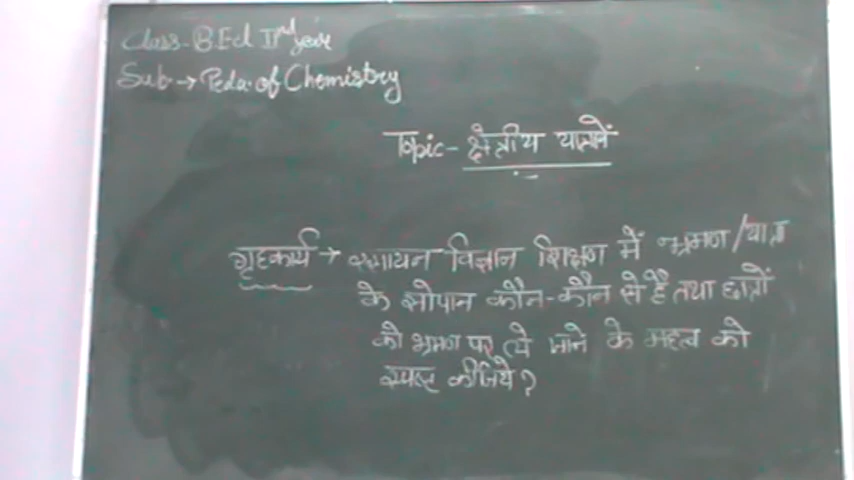 Class-B.Ed IInd year
Sub → Peda. of Chemistry
Topic- क्षेत्रीय यात्रायें
गृहकार्य → रसायन विज्ञान शिक्षण में भ्रमण/यात्रा
के सोपान कौन-कौन से है तथा छात्रों
को भ्रमण पर ले जाने के महत्व को
स्पष्ट कीजिये?